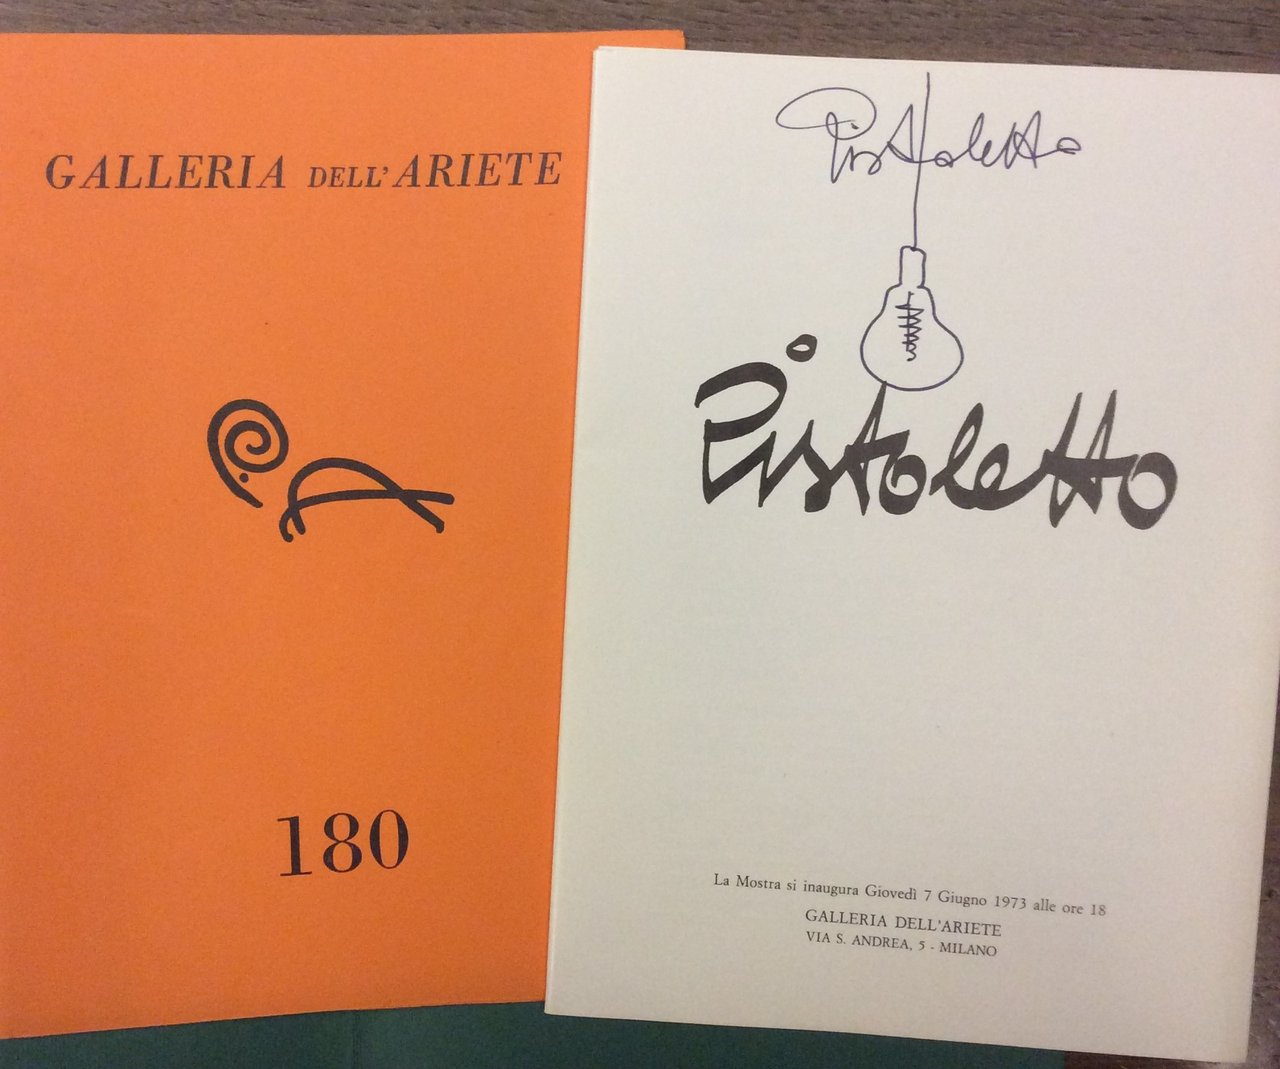 GALLERIA DELL'ARIETE
180
Pistoletto
Pistoletto
La Mostra si inaugura Giovedì 7 Giugno 1973 alle ore 18
GALLERIA DELL'ARIETE
VIA S. ANDREA, 5 - MILANO